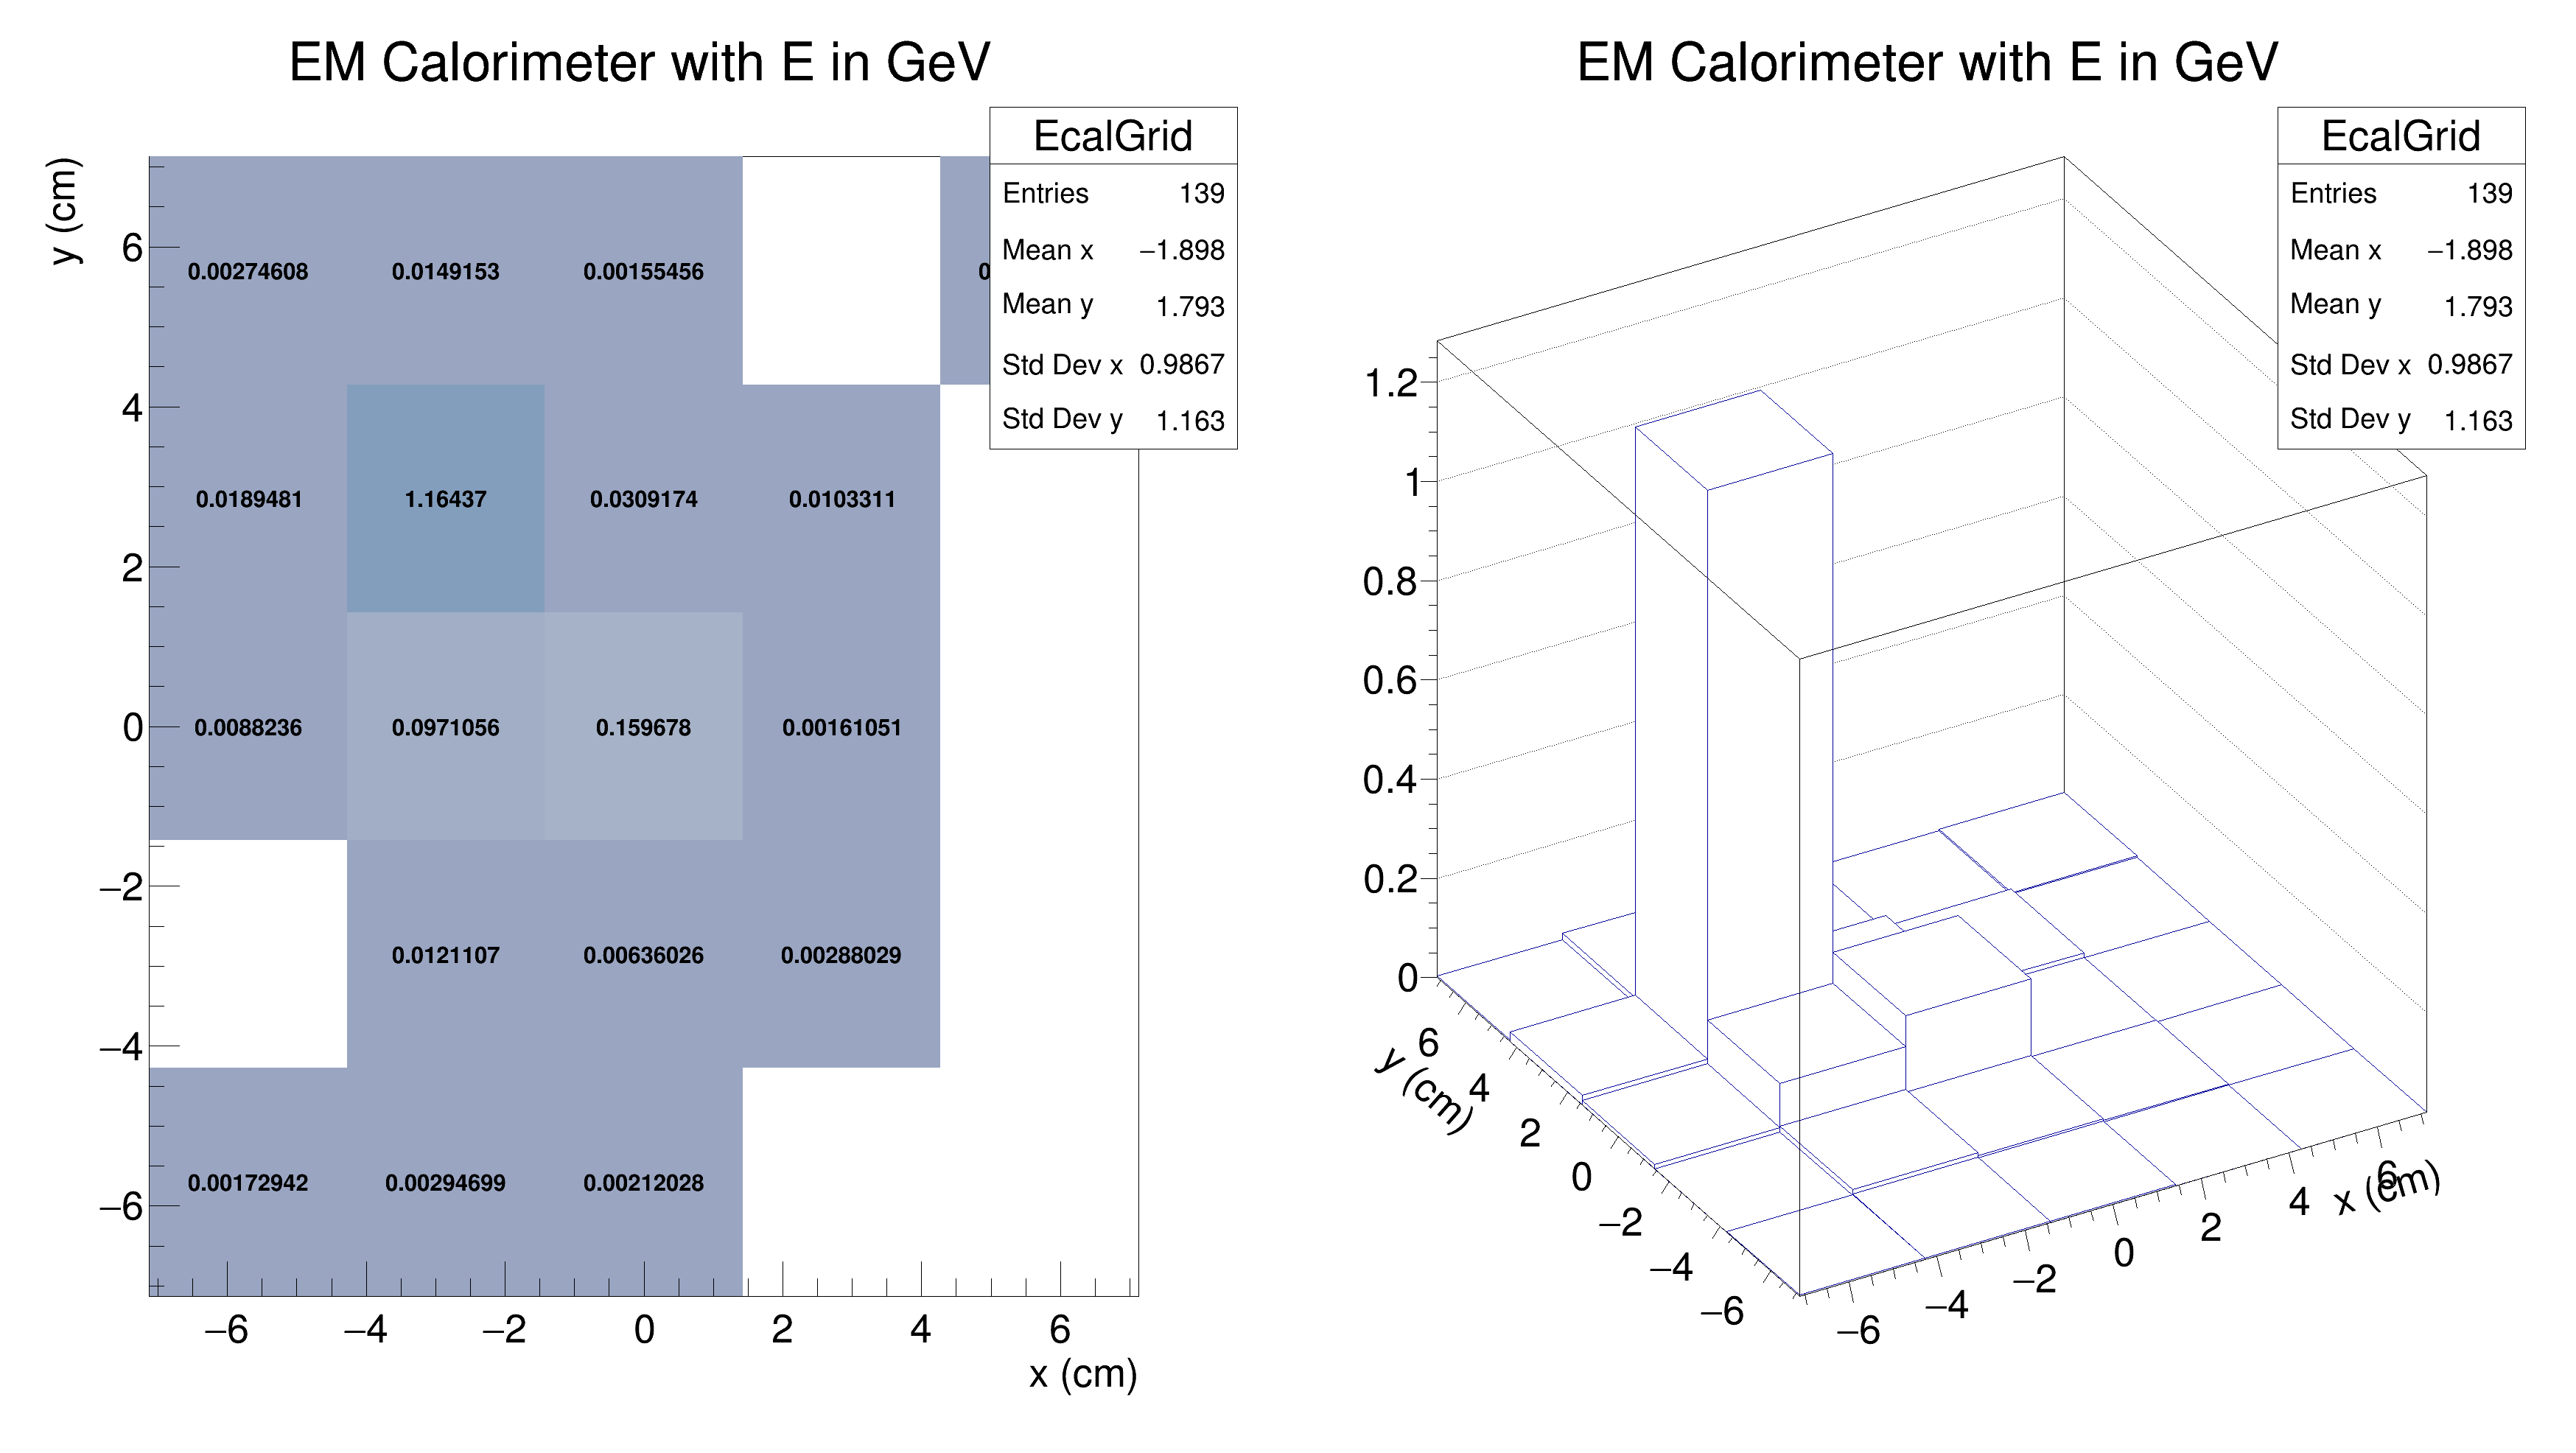 EM Calorimeter with E in GeV
EcalGrid
Entries 139
Mean x −1.898
Mean y 1.793
Std Dev x 0.9867
Std Dev y 1.163
y (cm)
6
4
2
0
−2
−4
−6
0.00274608 0.0149153 0.00155456 0
0.0189481 1.16437 0.0309174 0.0103311
0.0088236 0.0971056 0.159678 0.00161051
0.0121107 0.00636026 0.00288029
0.00172942 0.00294699 0.00212028
−6 −4 −2 0 2 4 6
x (cm)
EM Calorimeter with E in GeV
EcalGrid
Entries 139
Mean x −1.898
Mean y 1.793
Std Dev x 0.9867
Std Dev y 1.163
1.2
1
0.8
0.6
0.4
0.2
0
y (cm)
6
4
2
0
−2
−4
−6
−6
−4
−2
0
2
4
6
x (cm)